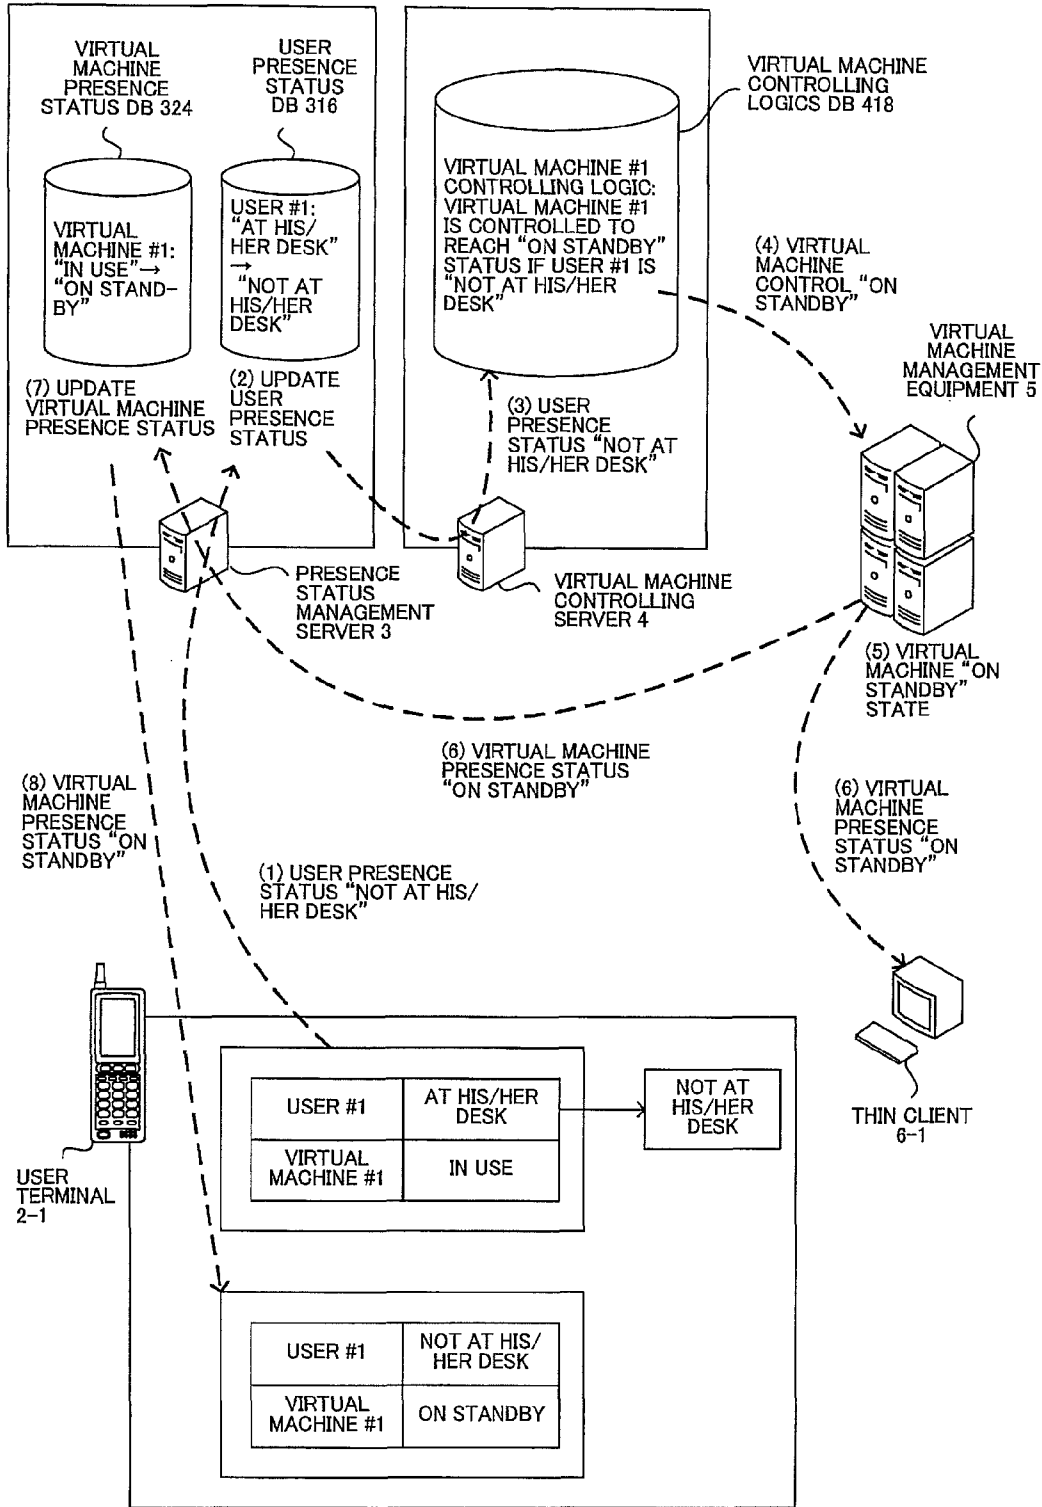 VIRTUAL
MACHINE
PRESENCE
STATUS DB 324
USER
PRESENCE
STATUS
DB 316
VIRTUAL MACHINE
CONTROLLING
LOGICS DB 418
VIRTUAL
MACHINE #1:
“IN USE”→
“ON STAND-
BY”
USER #1:
“AT HIS/
HER DESK”
→
“NOT AT
HIS/HER
DESK”
VIRTUAL MACHINE #1
CONTROLLING LOGIC:
VIRTUAL MACHINE #1
IS CONTROLLED TO
REACH “ON STANDBY”
STATUS IF USER #1 IS
“NOT AT HIS/HER
DESK”
(4) VIRTUAL
MACHINE
CONTROL “ON
STANDBY”
VIRTUAL
MACHINE
MANAGEMENT
EQUIPMENT 5
(7) UPDATE
VIRTUAL MACHINE
PRESENCE STATUS
(2) UPDATE
USER
PRESENCE
STATUS
(3) USER
PRESENCE
STATUS “NOT AT
HIS/HER DESK”
PRESENCE
STATUS
MANAGEMENT
SERVER 3
VIRTUAL MACHINE
CONTROLLING
SERVER 4
(5) VIRTUAL
MACHINE “ON
STANDBY”
STATE
(6) VIRTUAL MACHINE
PRESENCE STATUS
“ON STANDBY”
(8) VIRTUAL
MACHINE
PRESENCE
STATUS “ON
STANDBY”
(6) VIRTUAL
MACHINE
PRESENCE
STATUS “ON
STANDBY”
(1) USER PRESENCE
STATUS “NOT AT HIS/
HER DESK”
USER #1
AT HIS/HER
DESK
NOT AT
HIS/HER
DESK
VIRTUAL
MACHINE #1
IN USE
THIN CLIENT
6-1
USER
TERMINAL
2-1
USER #1
NOT AT HIS/
HER DESK
VIRTUAL
MACHINE #1
ON STANDBY